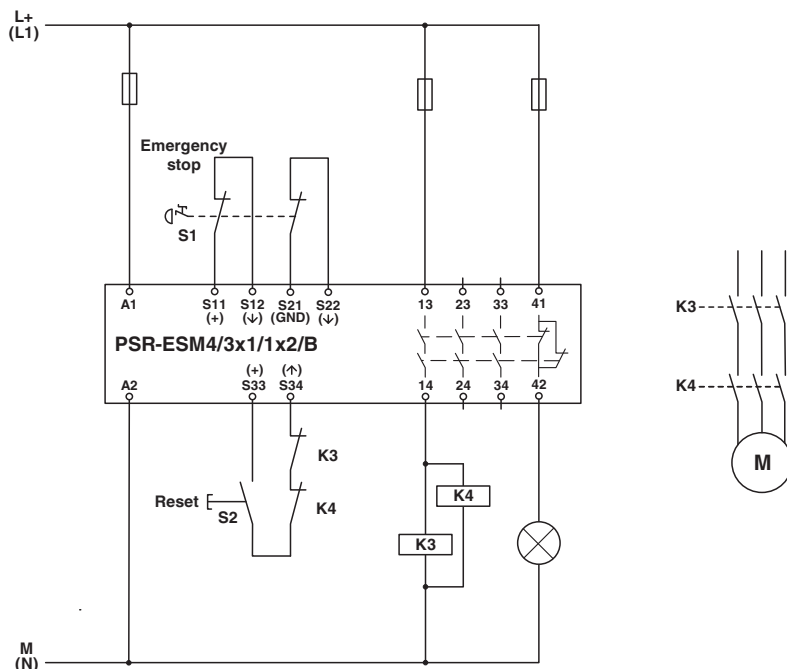 L+
(L1)
Emergency
stop
S1
A1
S11
(+)
S12
(↓)
S21
(GND)
S22
(↓)
13
23
33
41
PSR-ESM4/3x1/1x2/B
A2
(+)
S33
(↑)
S34
14
24
34
42
K3
K4
Reset
S2
K4
K3
K3
K4
M
M
(N)